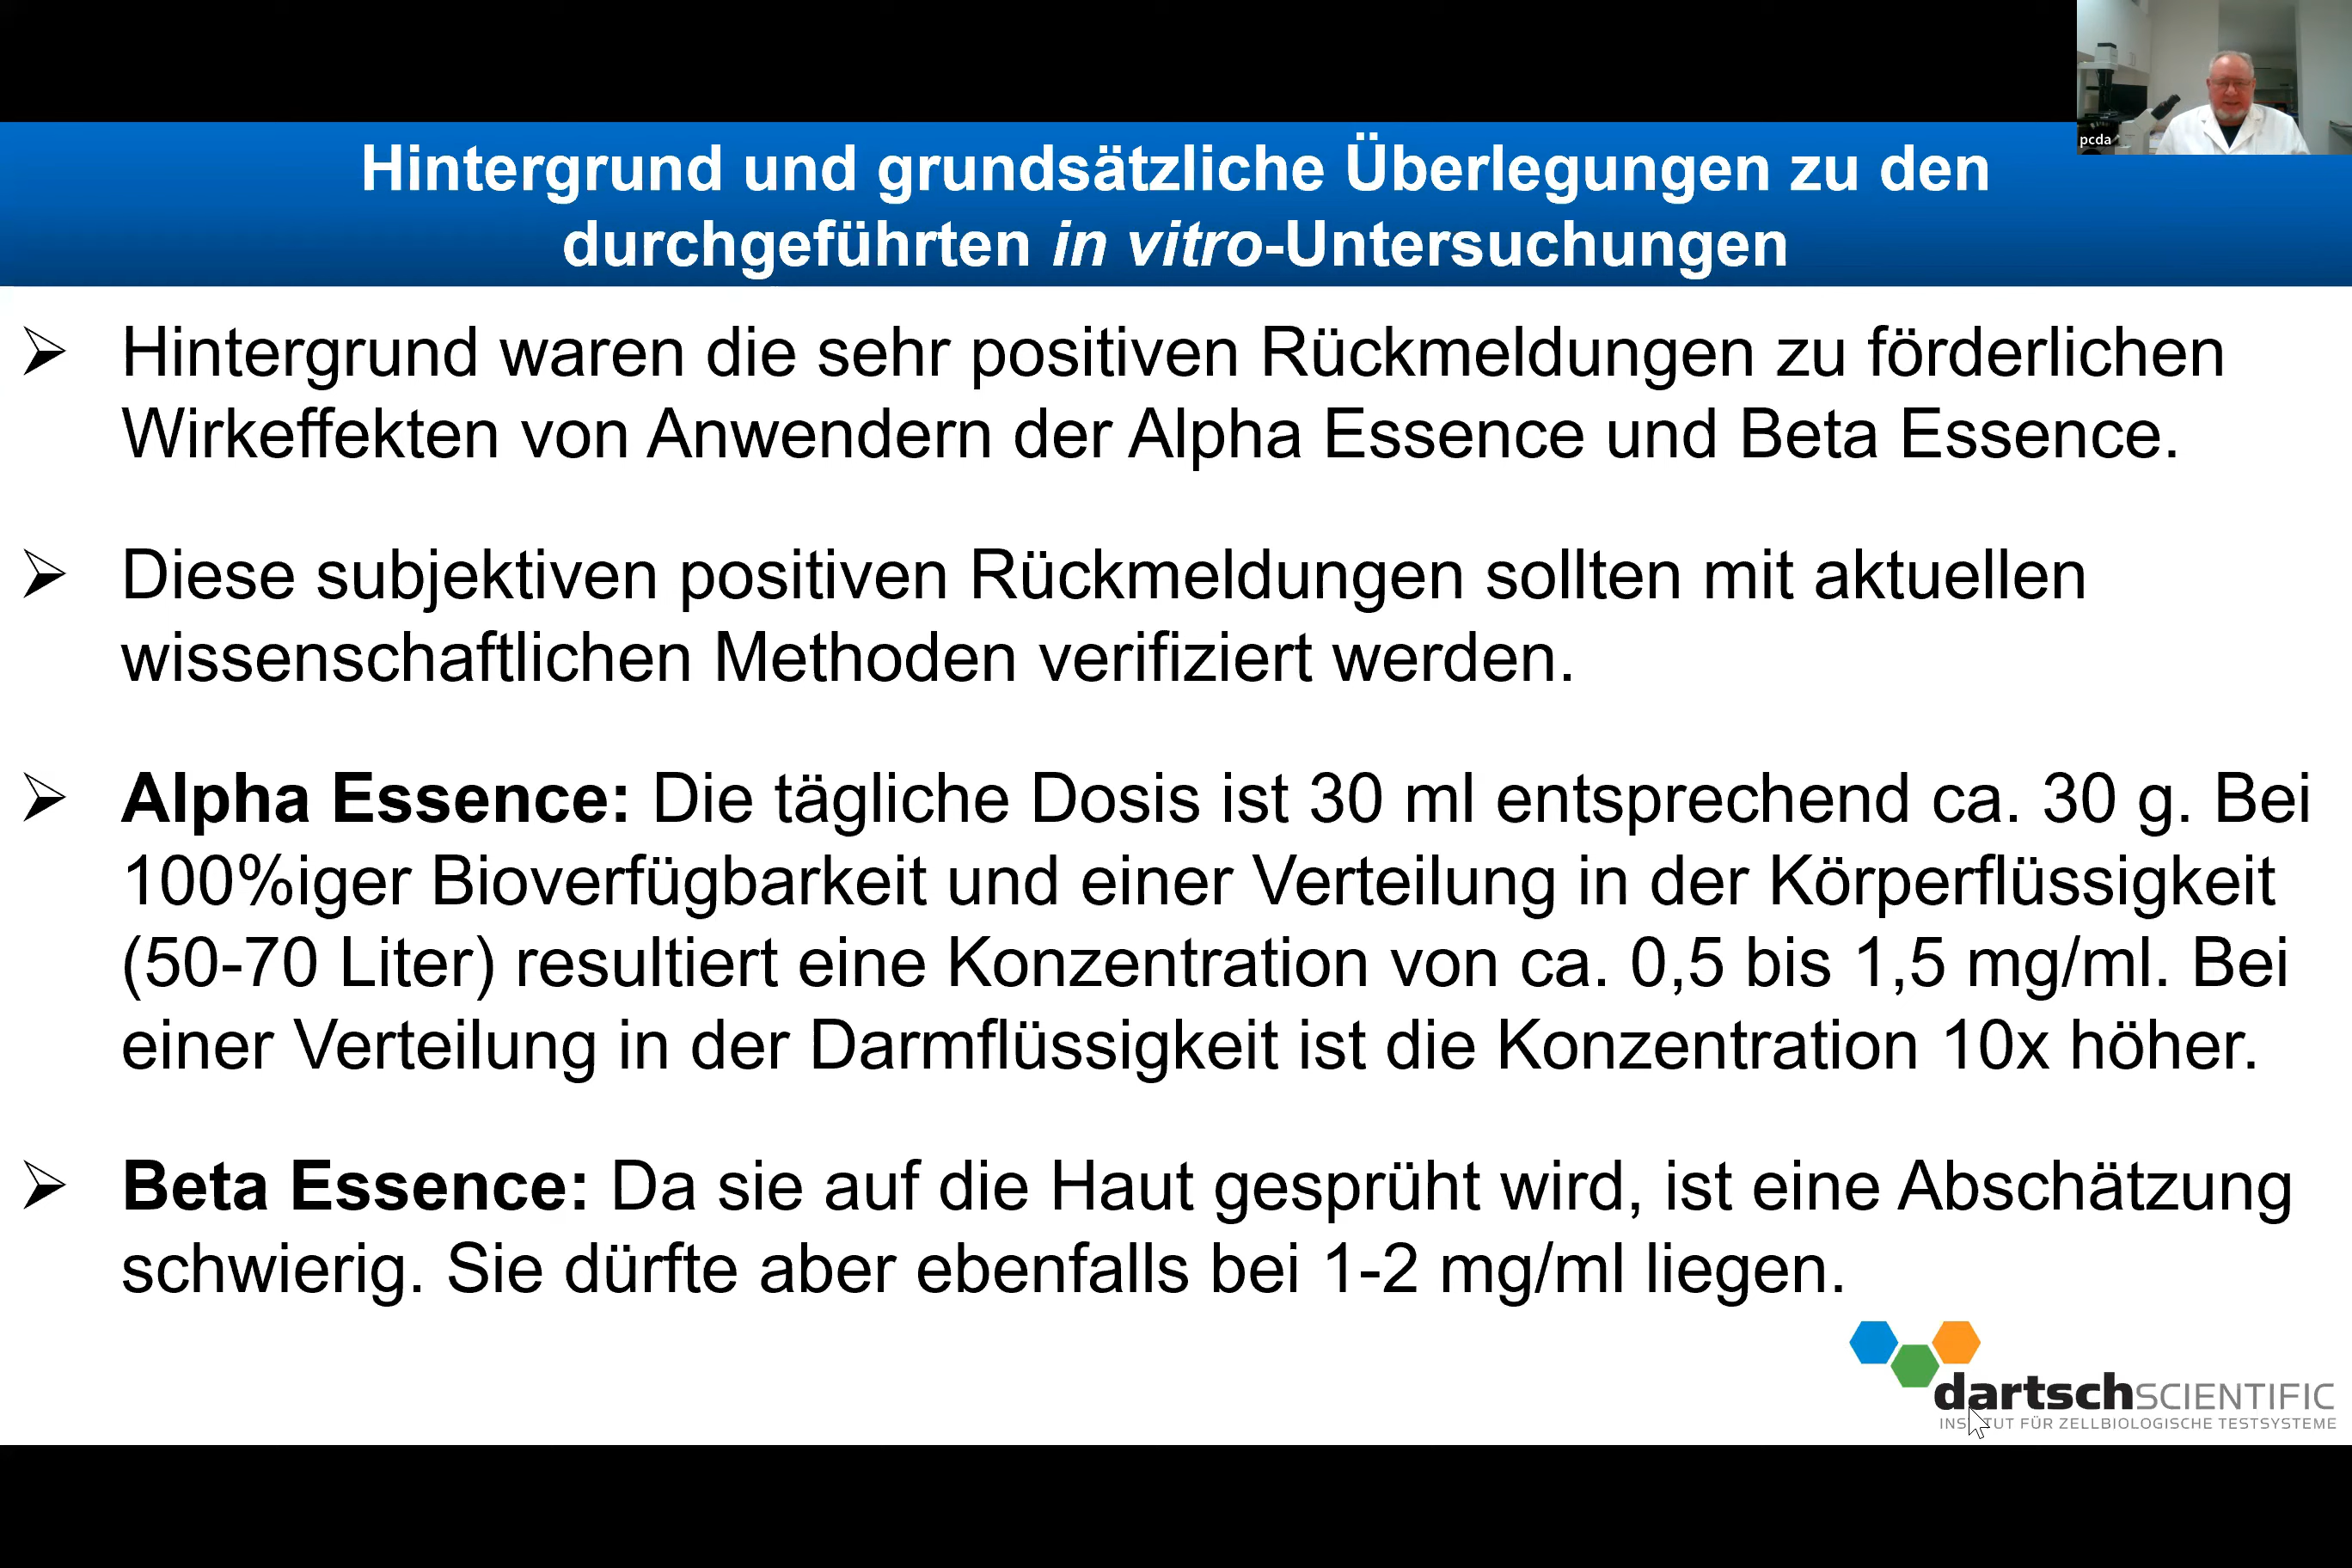 pcda
Hintergrund und grundsätzliche Überlegungen zu den
durchgeführten in vitro-Untersuchungen
Hintergrund waren die sehr positiven Rückmeldungen zu förderlichen
Wirkeffekten von Anwendern der Alpha Essence und Beta Essence.
Diese subjektiven positiven Rückmeldungen sollten mit aktuellen
wissenschaftlichen Methoden verifiziert werden.
Alpha Essence: Die tägliche Dosis ist 30 ml entsprechend ca. 30 g. Bei
100%iger Bioverfügbarkeit und einer Verteilung in der Körperflüssigkeit
(50-70 Liter) resultiert eine Konzentration von ca. 0,5 bis 1,5 mg/ml. Bei
einer Verteilung in der Darmflüssigkeit ist die Konzentration 10x höher.
Beta Essence: Da sie auf die Haut gesprüht wird, ist eine Abschätzung
schwierig. Sie dürfte aber ebenfalls bei 1-2 mg/ml liegen.
dartschSCIENTIFIC
INSTITUT FÜR ZELLBIOLOGISCHE TESTSYSTEME